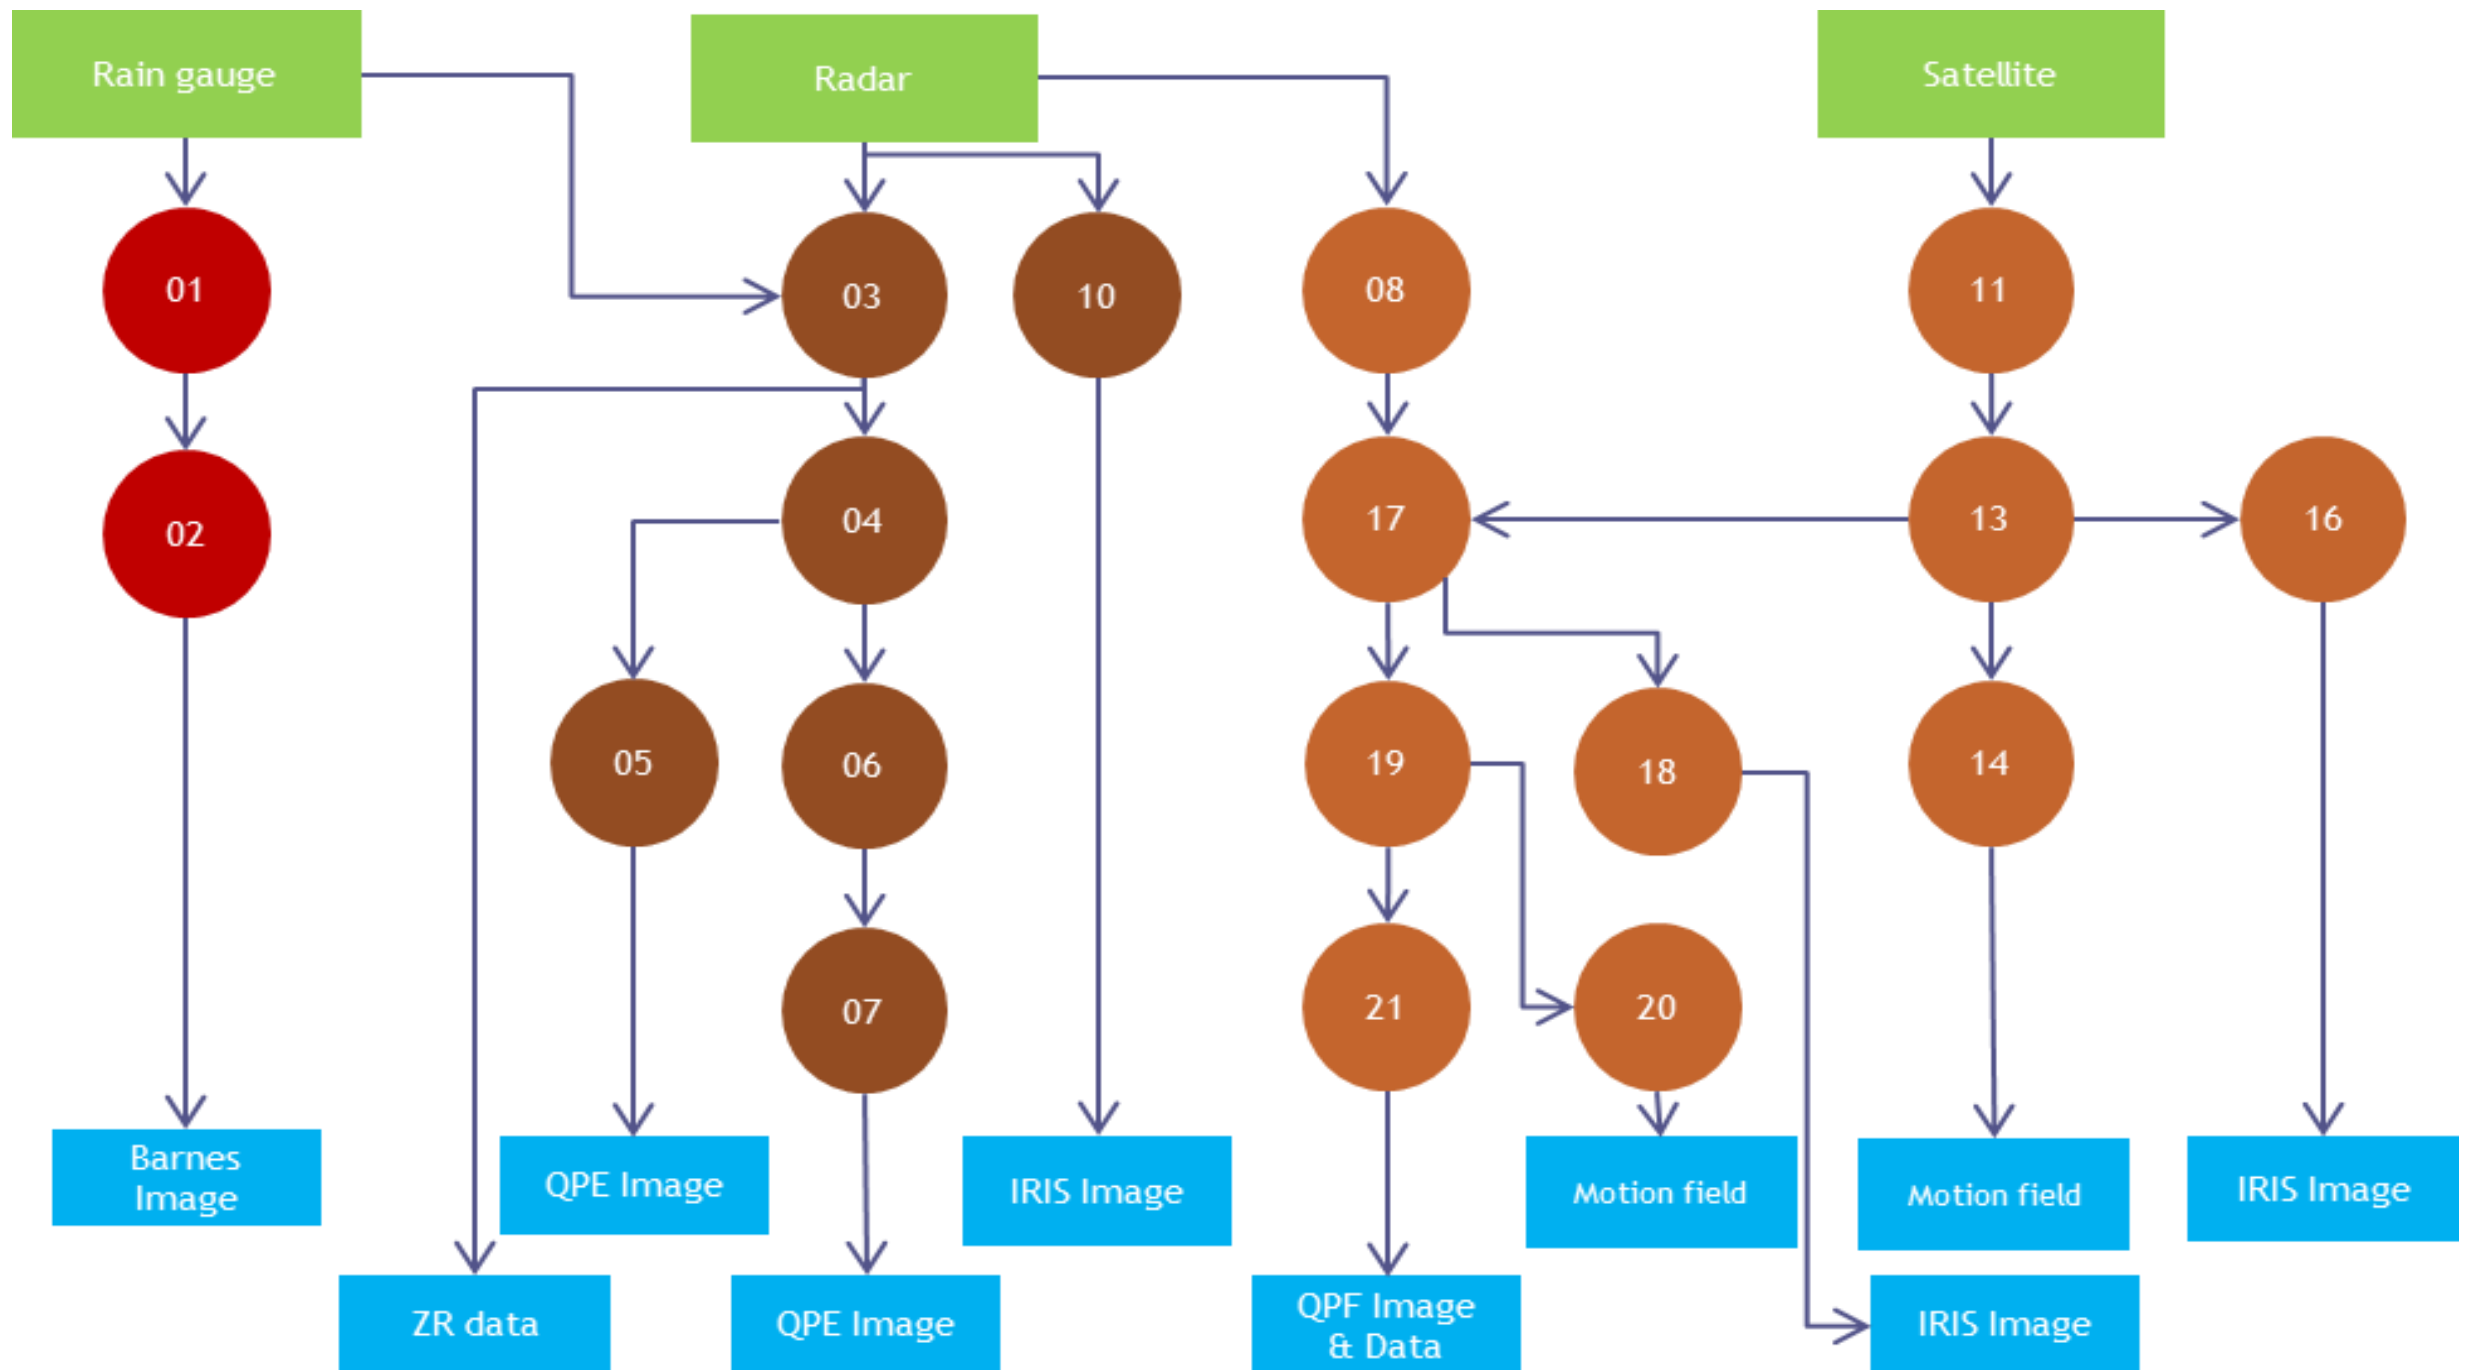 Rain gauge
Radar
Satellite
01
03
10
08
11
02
04
17
13
16
05
06
19
18
14
07
21
20
Barnes
Image
QPE Image
IRIS Image
Motion field
Motion field
IRIS Image
ZR data
QPE Image
QPF Image
& Data
IRIS Image